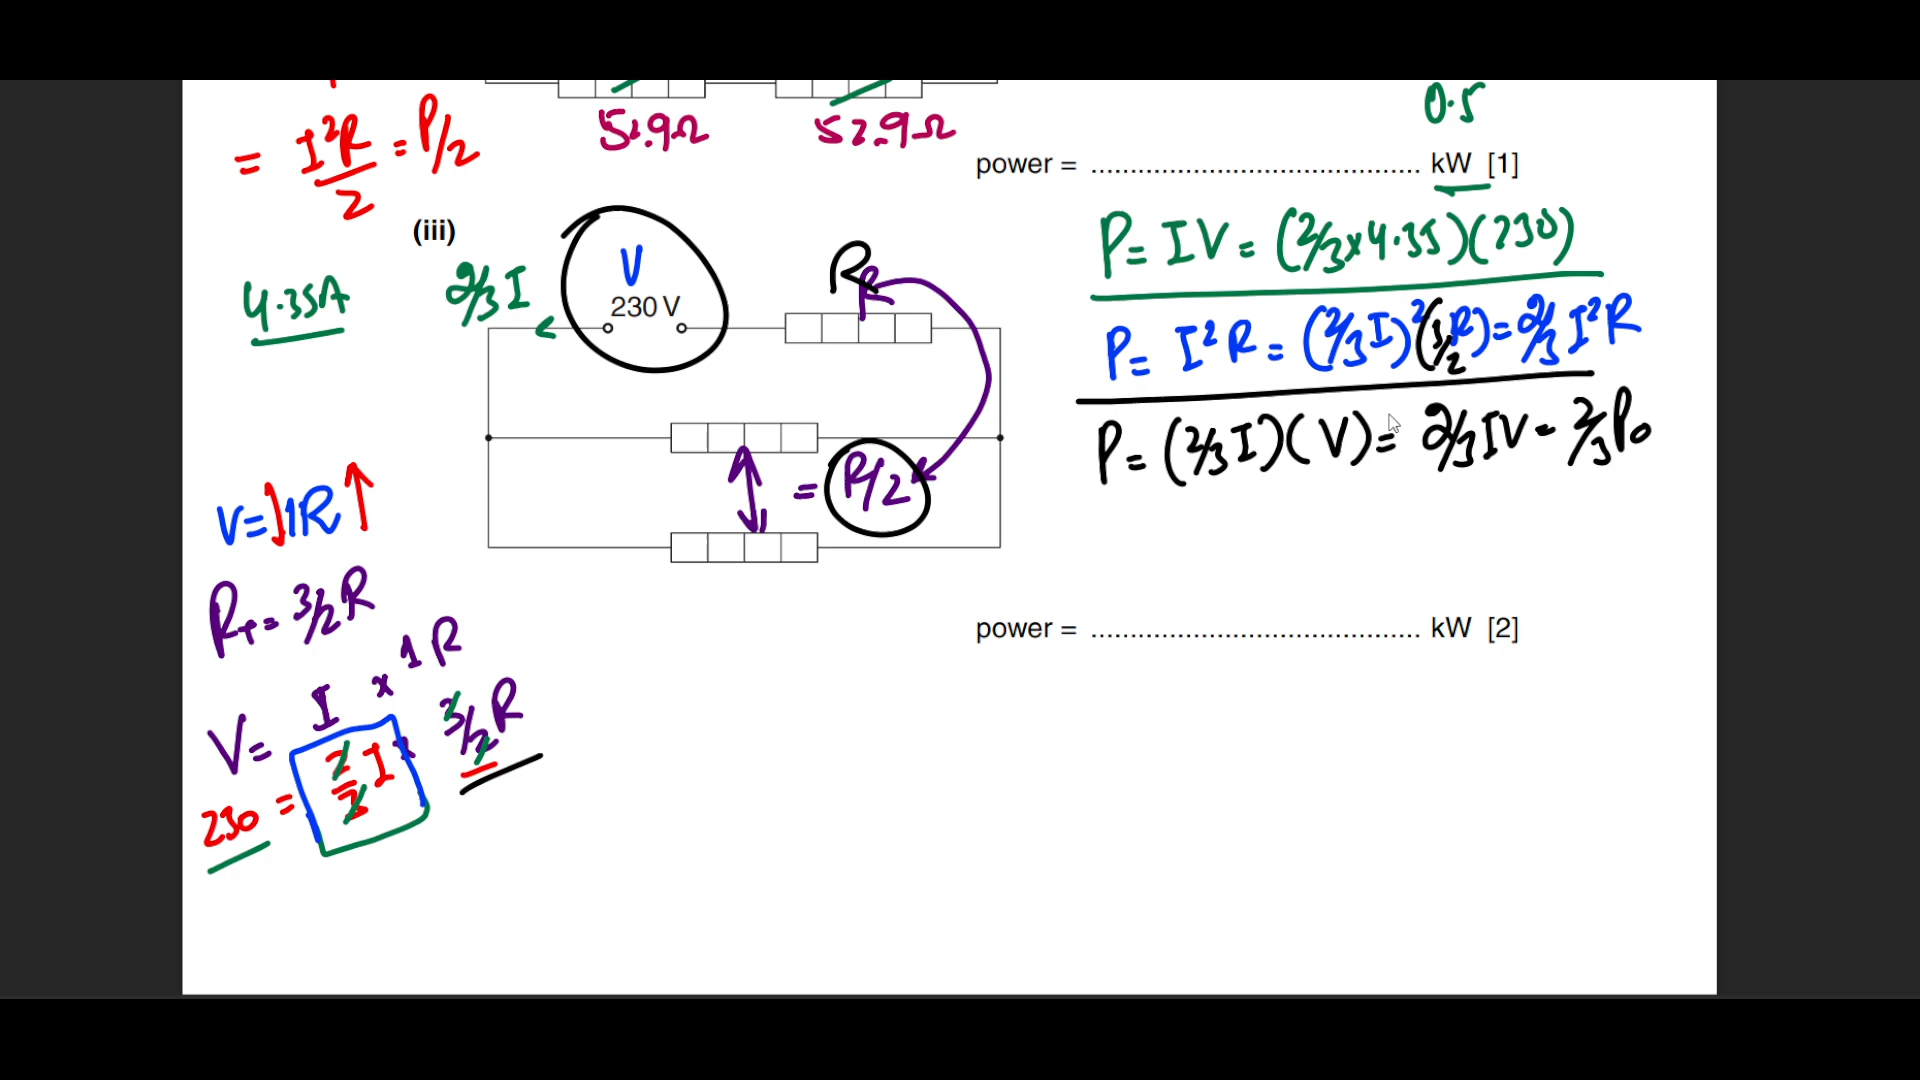 0.5
= I²R/2 = P/2
52.9Ω 52.9Ω
power = ........................................ kW [1]
(iii)
P = IV = (2/3 x 4.35)(230)
4.35A
2/3 I
V
230 V
R
R
P = I²R = (2/3 I)²(1/2 R) = 2/3 I²R
P = (2/3 I)(V) = 2/3 IV = 2/3 P₀
= R/2
V = IR
R_T = 3/2 R
power = ........................................ kW [2]
V = I x 1R
230 = 2/3 I x 3/2 R